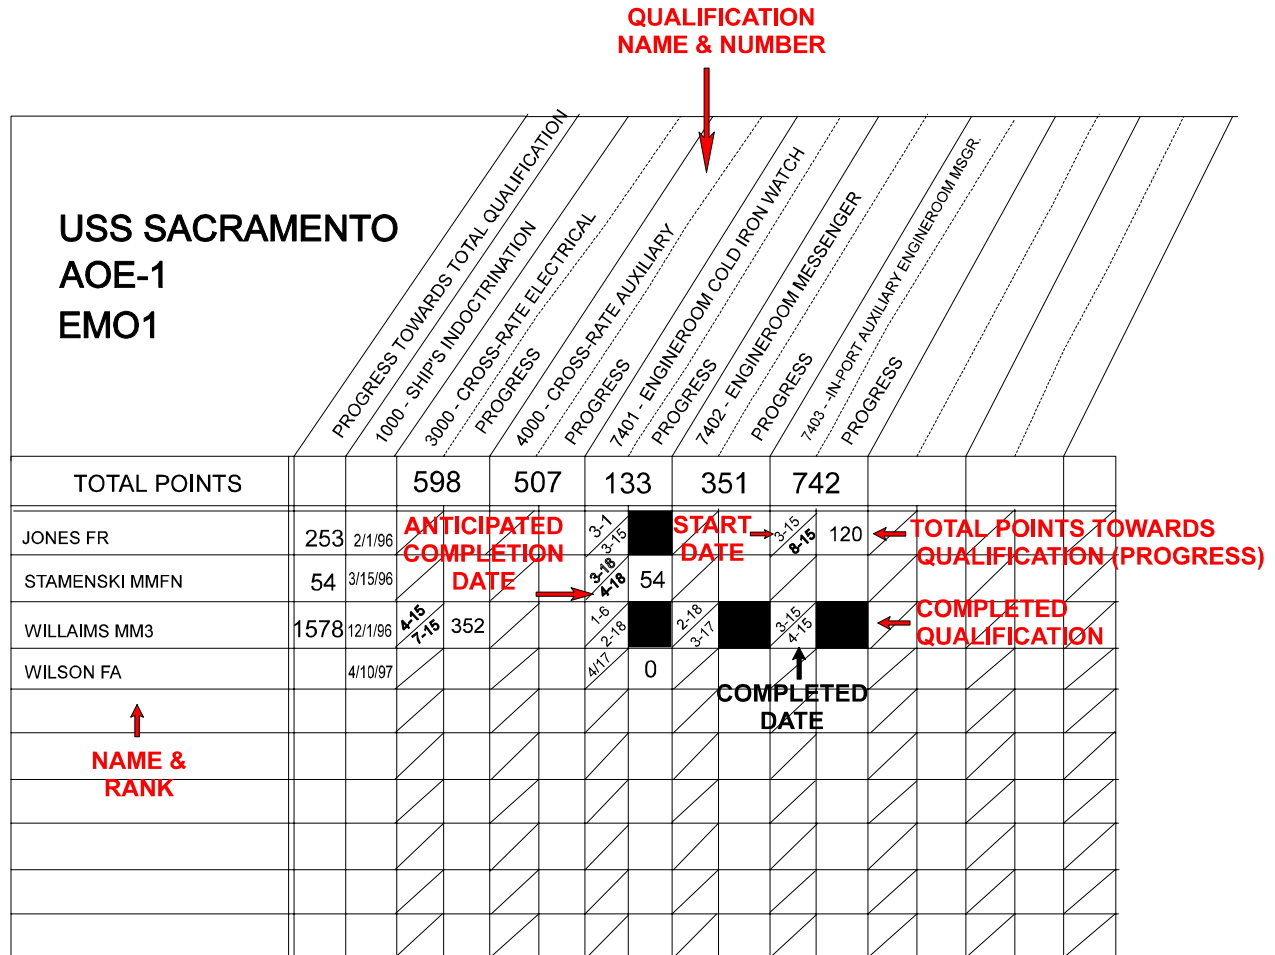 QUALIFICATION
NAME & NUMBER
USS SACRAMENTO
AOE-1
EMO1
PROGRESS TOWARDS TOTAL QUALIFICATION
1000 - SHIP'S INDOCTRINATION
3000 - CROSS-RATE ELECTRICAL
PROGRESS
4000 - CROSS-RATE AUXILIARY
PROGRESS
7401 - ENGINEROOM COLD IRON WATCH
PROGRESS
7402 - ENGINEROOM MESSENGER
PROGRESS
7403 - -IN-PORT AUXILIARY ENGINEROOM MSGR.
PROGRESS
TOTAL POINTS 598 507 133 351 742
JONES FR 253 2/1/96 3-1 3-15 3-15 8-15 120
ANTICIPATED
COMPLETION
DATE
START
DATE
TOTAL POINTS TOWARDS
QUALIFICATION (PROGRESS)
STAMENSKI MMFN 54 3/15/96 3-18 4-18 54
WILLAIMS MM3 1578 12/1/96 4-15 7-15 352 1-6 2-18 2-18 3-17 3-15 4-15
COMPLETED
QUALIFICATION
WILSON FA 4/10/97 4/17 0
COMPLETED
DATE
NAME &
RANK